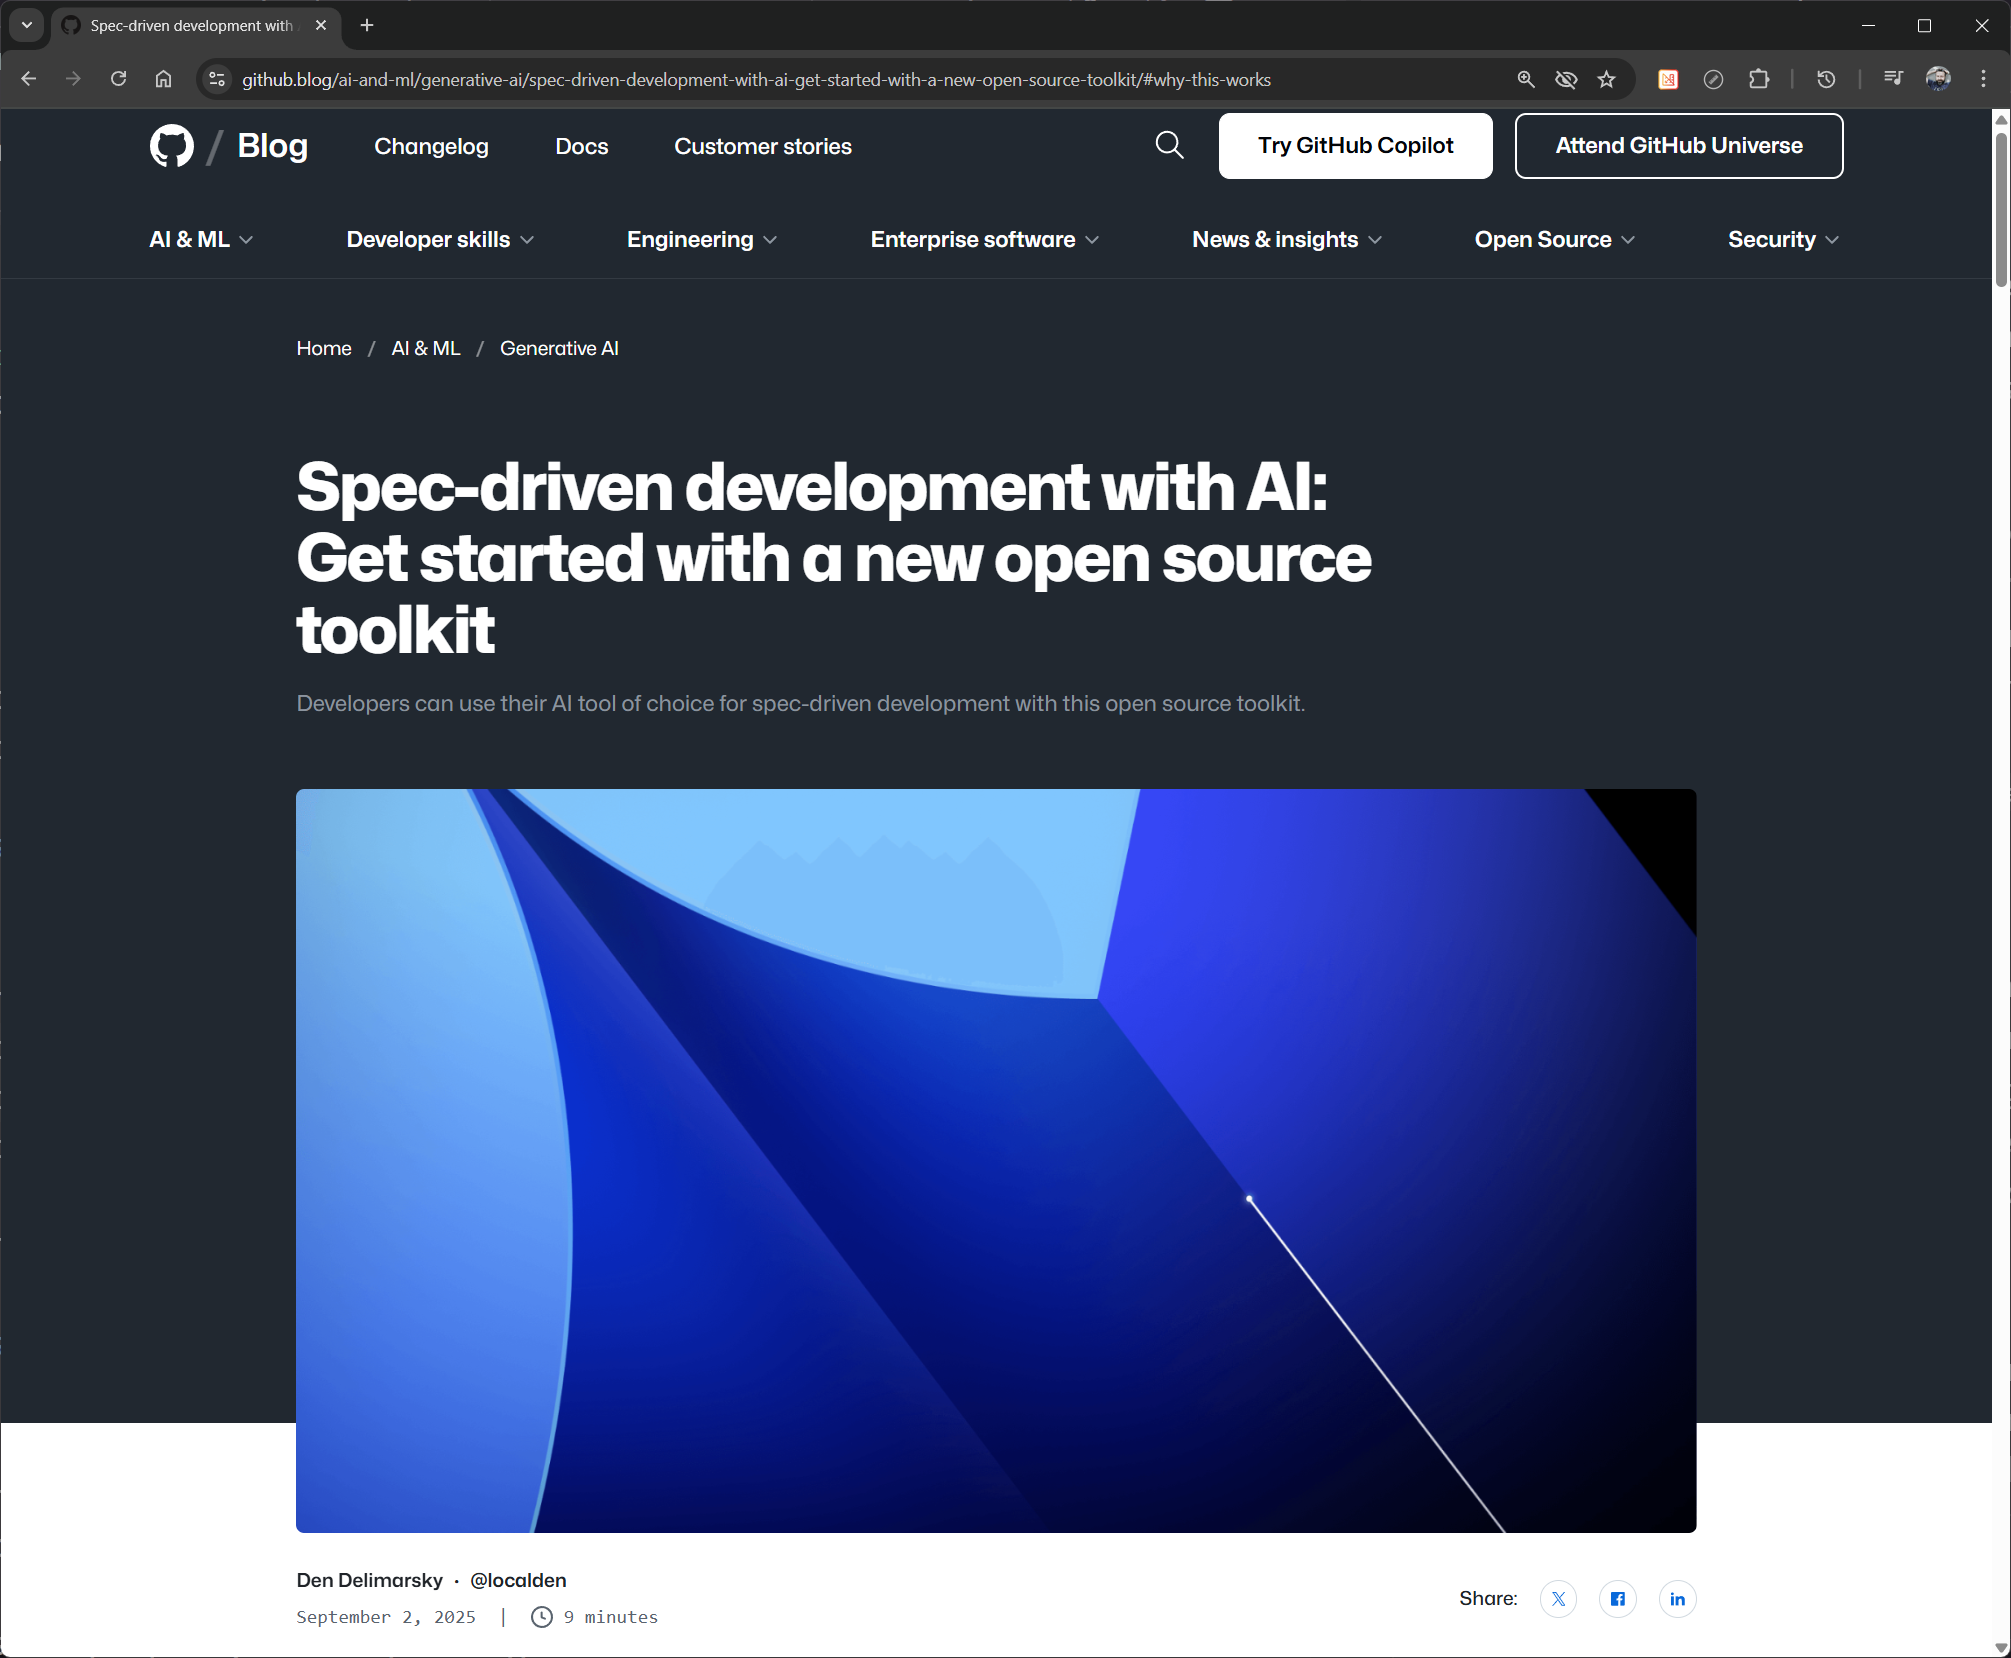 Spec-driven development with
github.blog/ai-and-ml/generative-ai/spec-driven-development-with-ai-get-started-with-a-new-open-source-toolkit/#why-this-works
/ Blog
Changelog
Docs
Customer stories
Try GitHub Copilot
Attend GitHub Universe
AI & ML
Developer skills
Engineering
Enterprise software
News & insights
Open Source
Security
Home / AI & ML / Generative AI
Spec-driven development with AI:
Get started with a new open source
toolkit
Developers can use their AI tool of choice for spec-driven development with this open source toolkit.
Den Delimarsky · @localden
September 2, 2025 | 9 minutes
Share: